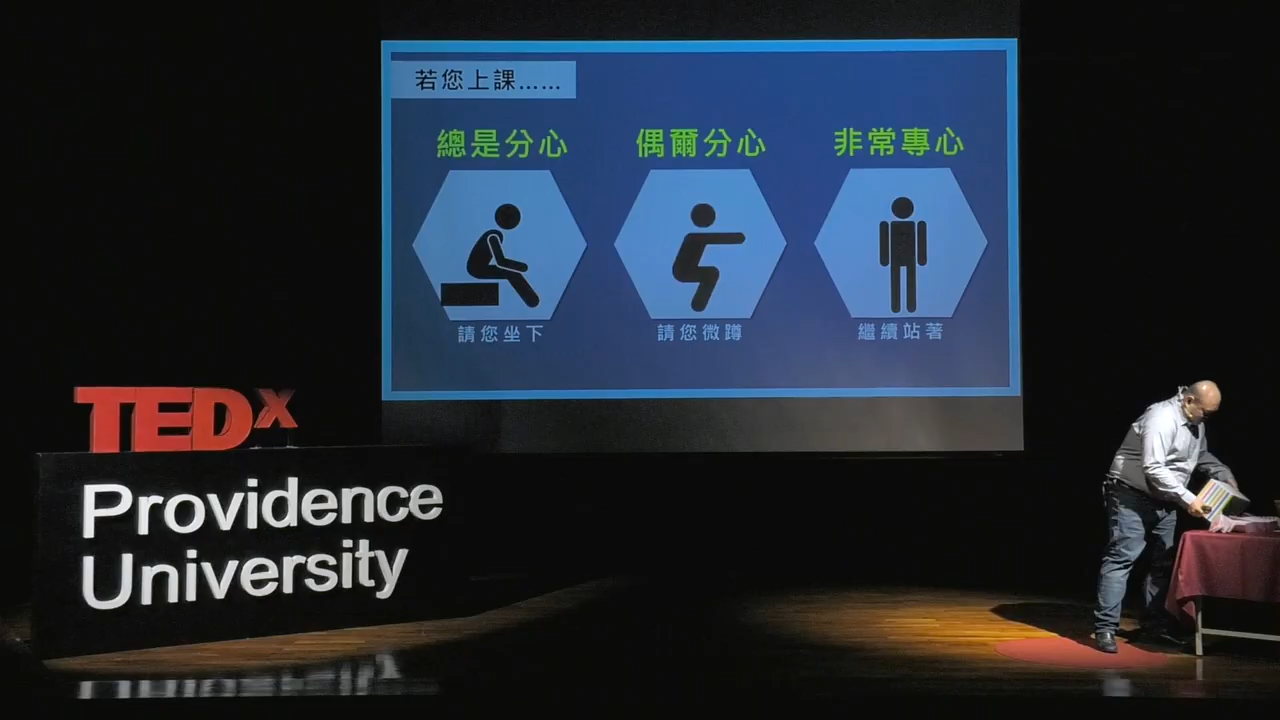 若您上課……
總是分心
偶爾分心
非常專心
請您坐下
請您微蹲
繼續站著
TEDx
Providence
University